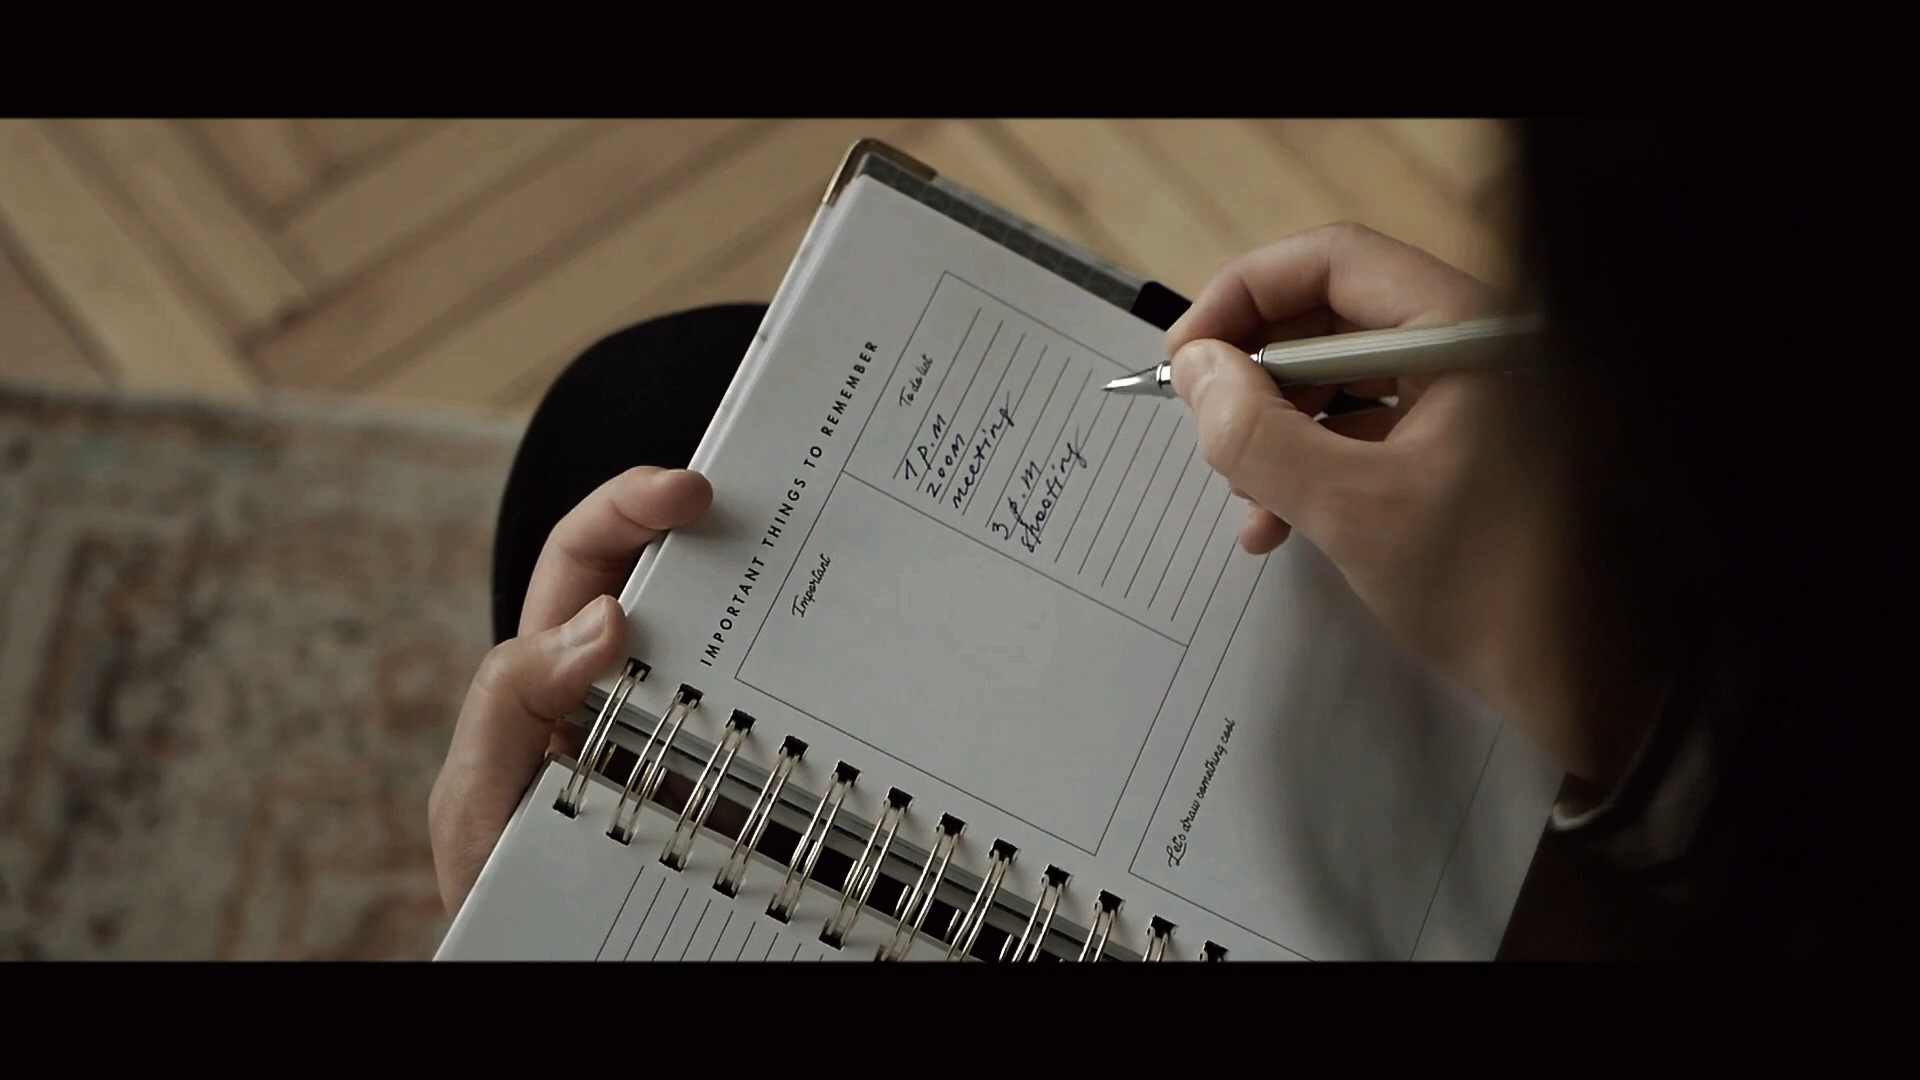 IMPORTANT THINGS TO REMEMBER
To do list
1 p.m
zoom
meeting
3 p.m
shooting
Important
Let's draw something cool